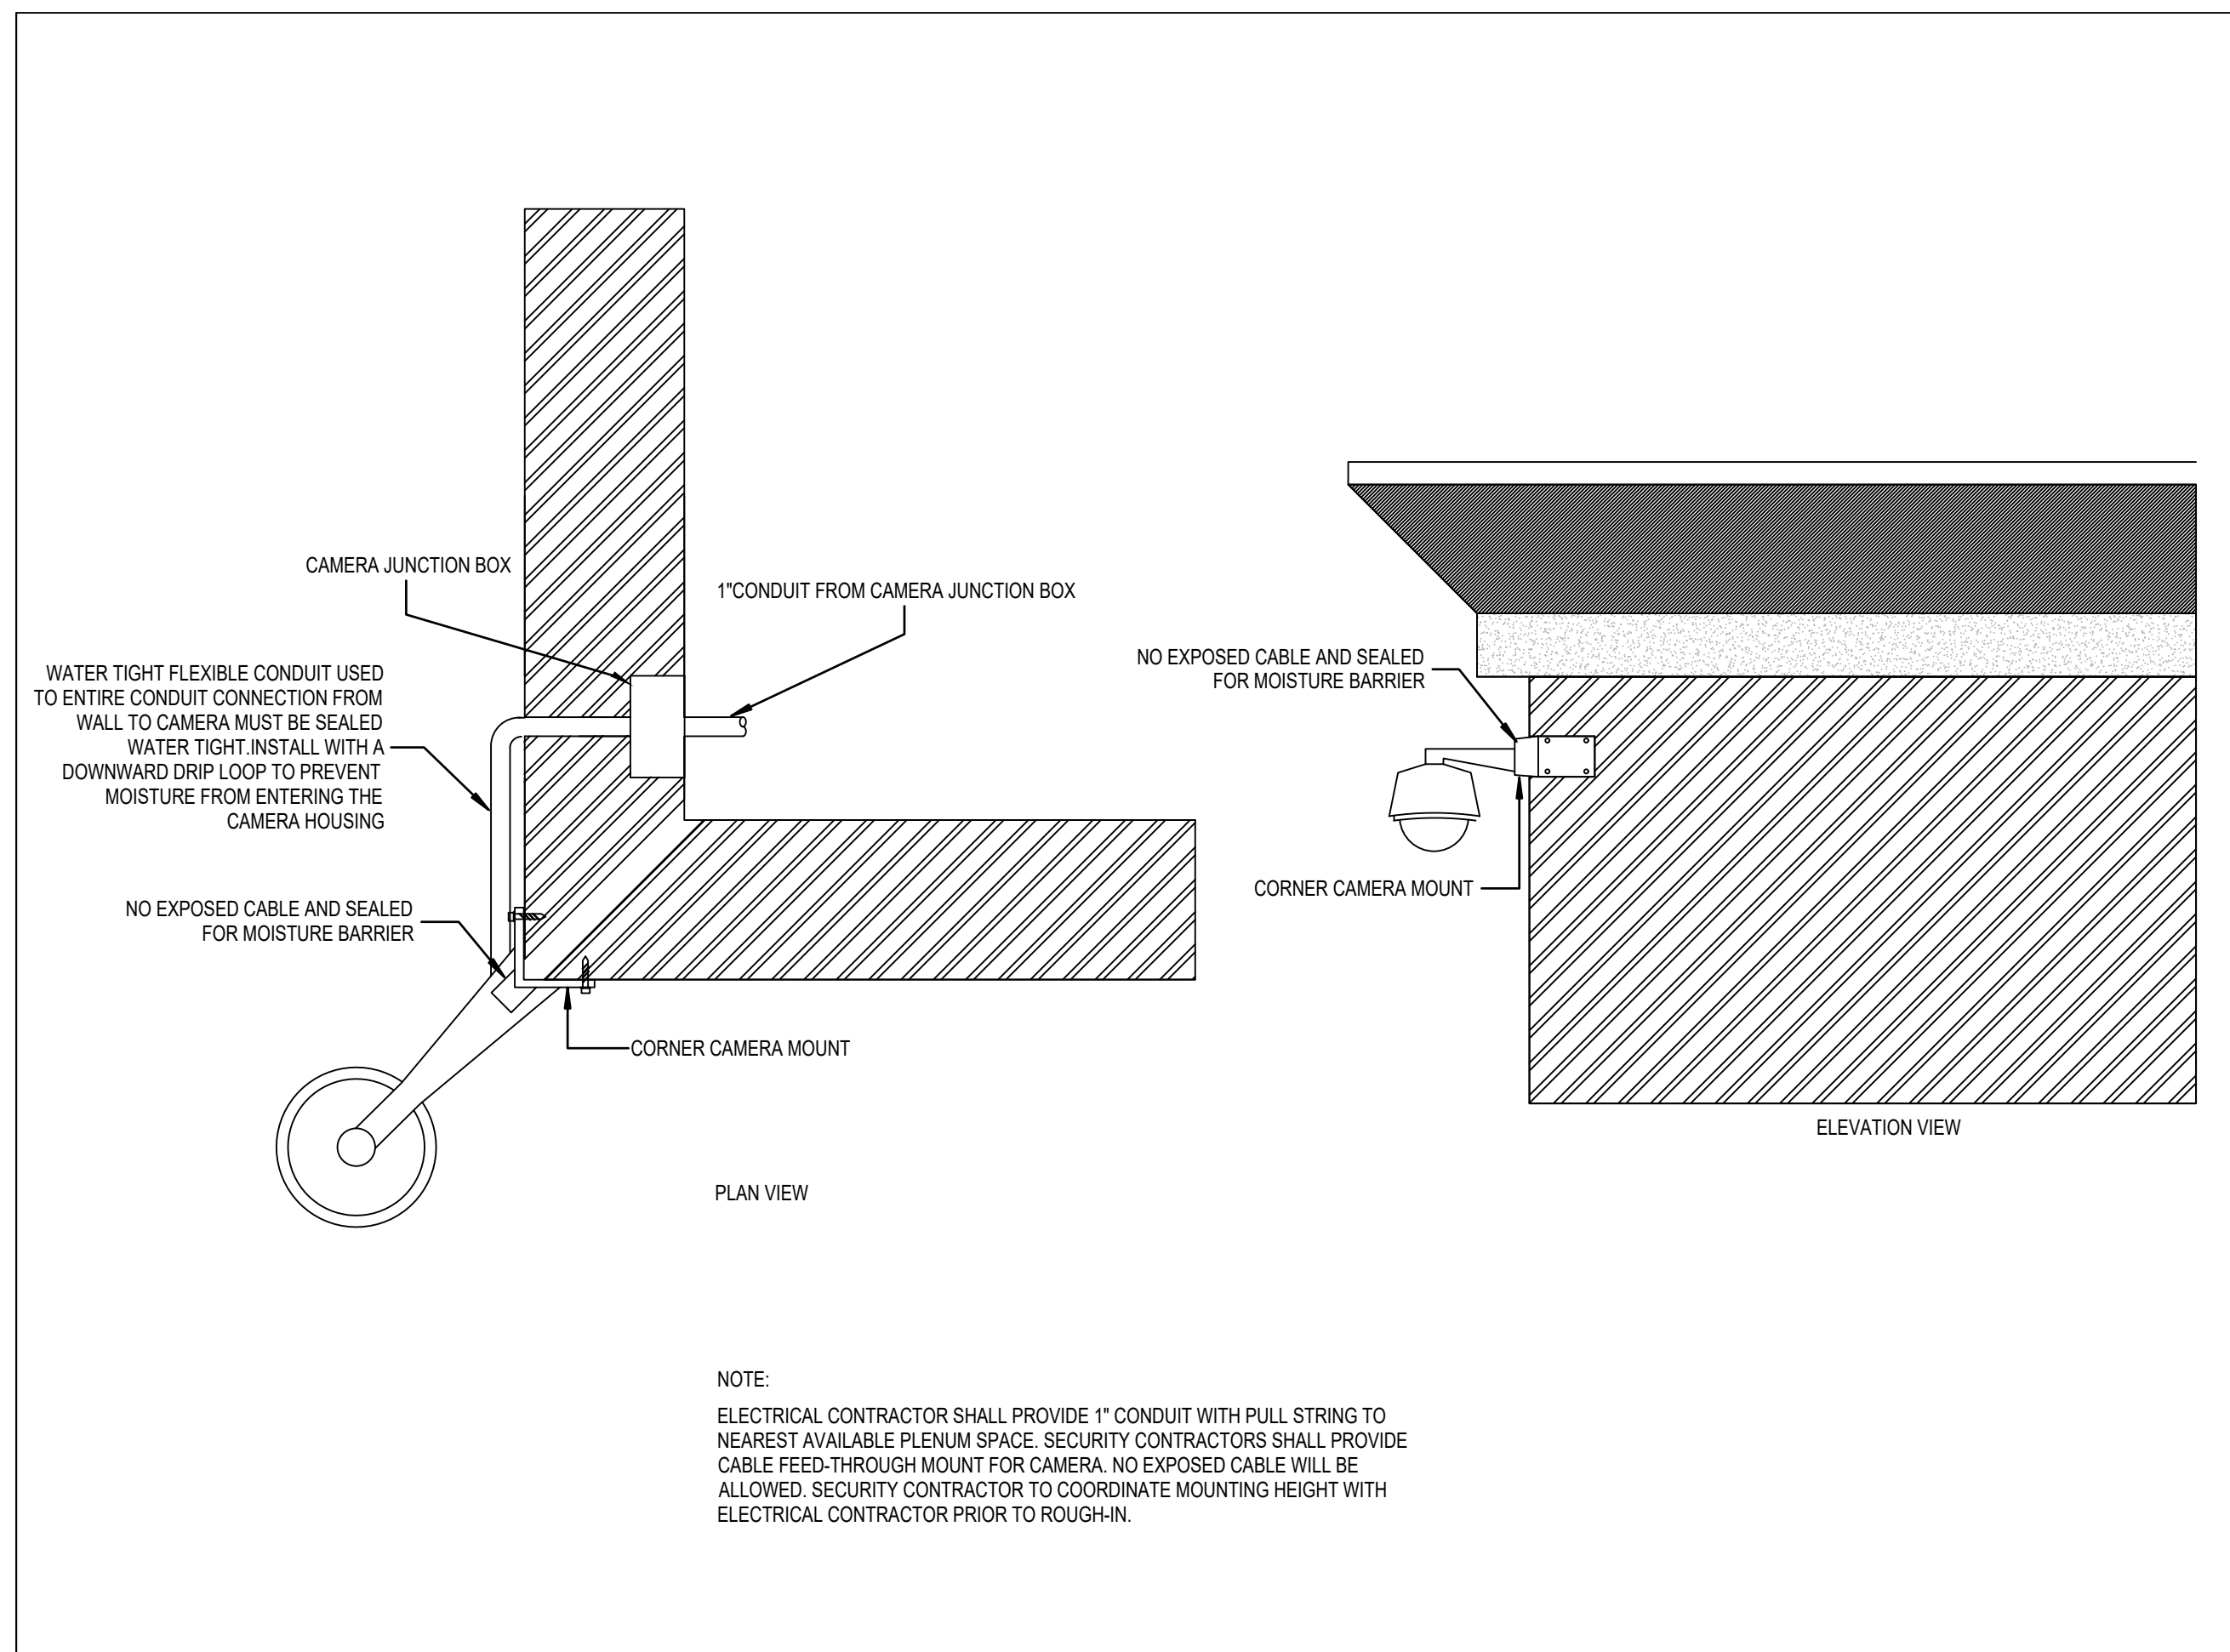 CAMERA JUNCTION BOX
1"CONDUIT FROM CAMERA JUNCTION BOX
WATER TIGHT FLEXIBLE CONDUIT USED
TO ENTIRE CONDUIT CONNECTION FROM
WALL TO CAMERA MUST BE SEALED
WATER TIGHT.INSTALL WITH A
DOWNWARD DRIP LOOP TO PREVENT
MOISTURE FROM ENTERING THE
CAMERA HOUSING
NO EXPOSED CABLE AND SEALED
FOR MOISTURE BARRIER
CORNER CAMERA MOUNT
PLAN VIEW
NO EXPOSED CABLE AND SEALED
FOR MOISTURE BARRIER
CORNER CAMERA MOUNT
ELEVATION VIEW
NOTE:
ELECTRICAL CONTRACTOR SHALL PROVIDE 1" CONDUIT WITH PULL STRING TO
NEAREST AVAILABLE PLENUM SPACE. SECURITY CONTRACTORS SHALL PROVIDE
CABLE FEED-THROUGH MOUNT FOR CAMERA. NO EXPOSED CABLE WILL BE
ALLOWED. SECURITY CONTRACTOR TO COORDINATE MOUNTING HEIGHT WITH
ELECTRICAL CONTRACTOR PRIOR TO ROUGH-IN.